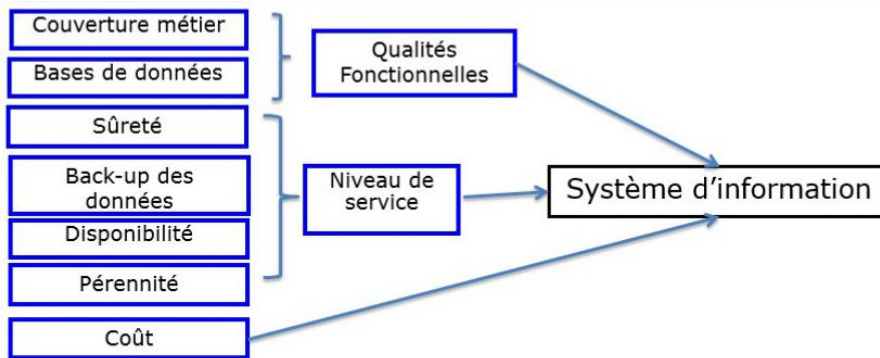 Couverture métier
Bases de données
Sûreté
Back-up des
données
Disponibilité
Pérennité
Coût
Qualités
Fonctionnelles
Niveau de
service
Système d’information